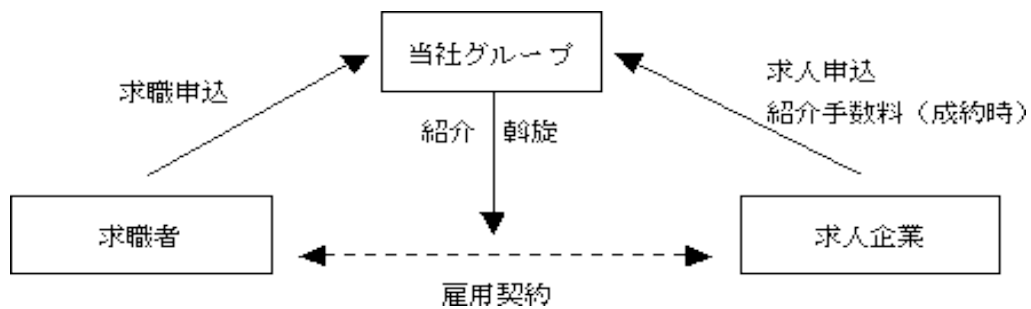 当社グループ
求職申込
求人申込
紹介手数料（成約時）
紹介 斡旋
求職者
求人企業
雇用契約